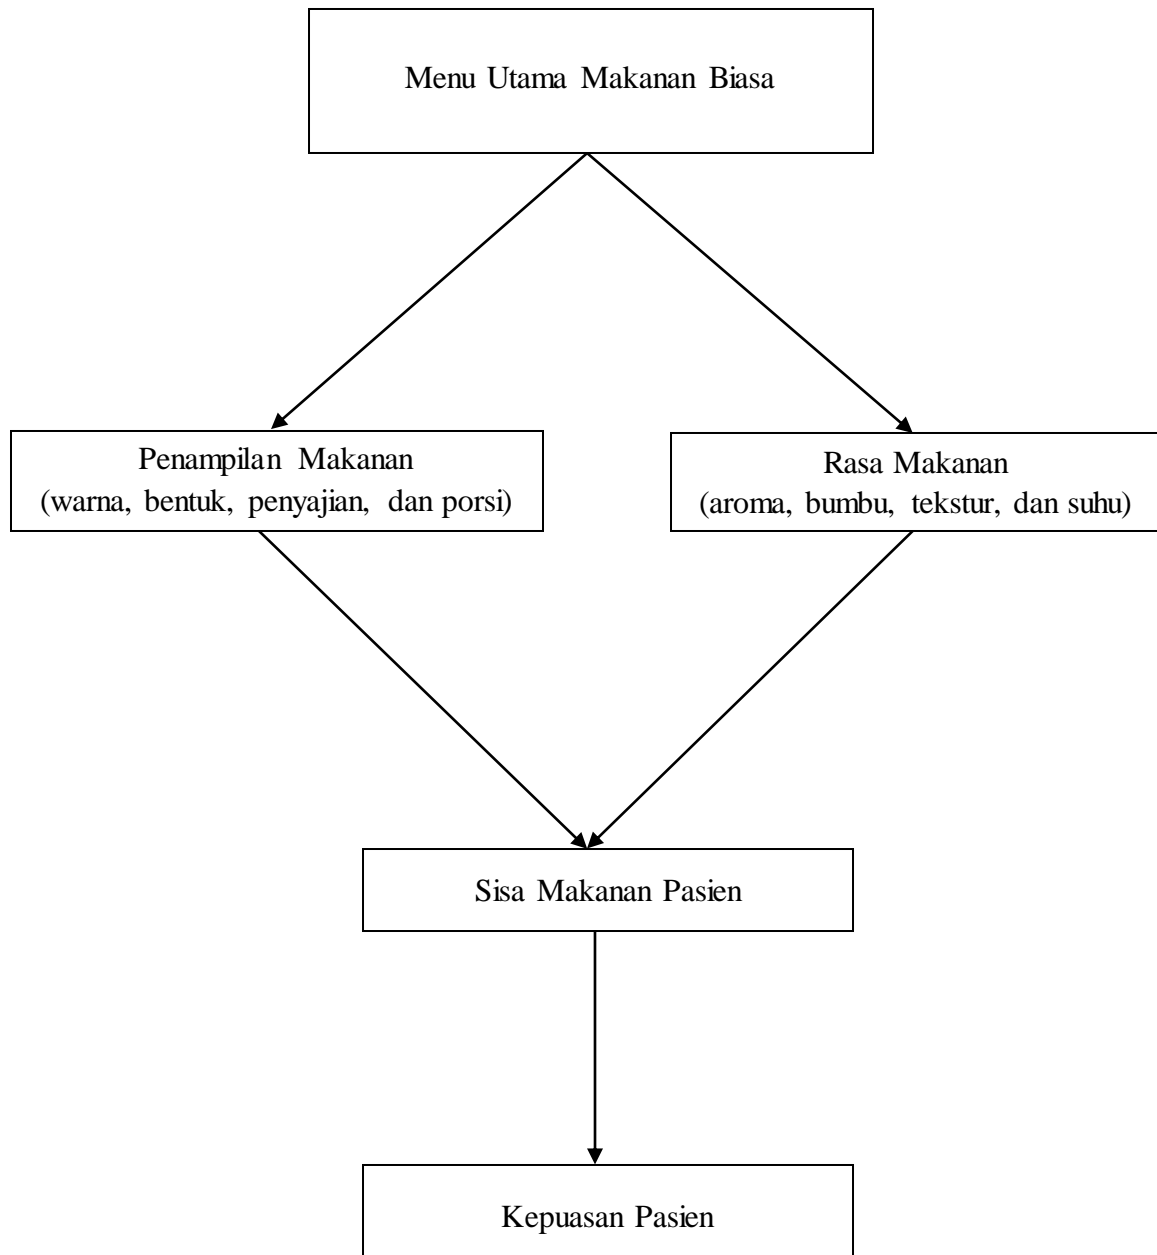 Menu Utama Makanan Biasa
Penampilan Makanan
(warna, bentuk, penyajian, dan porsi)
Rasa Makanan
(aroma, bumbu, tekstur, dan suhu)
Sisa Makanan Pasien
Kepuasan Pasien